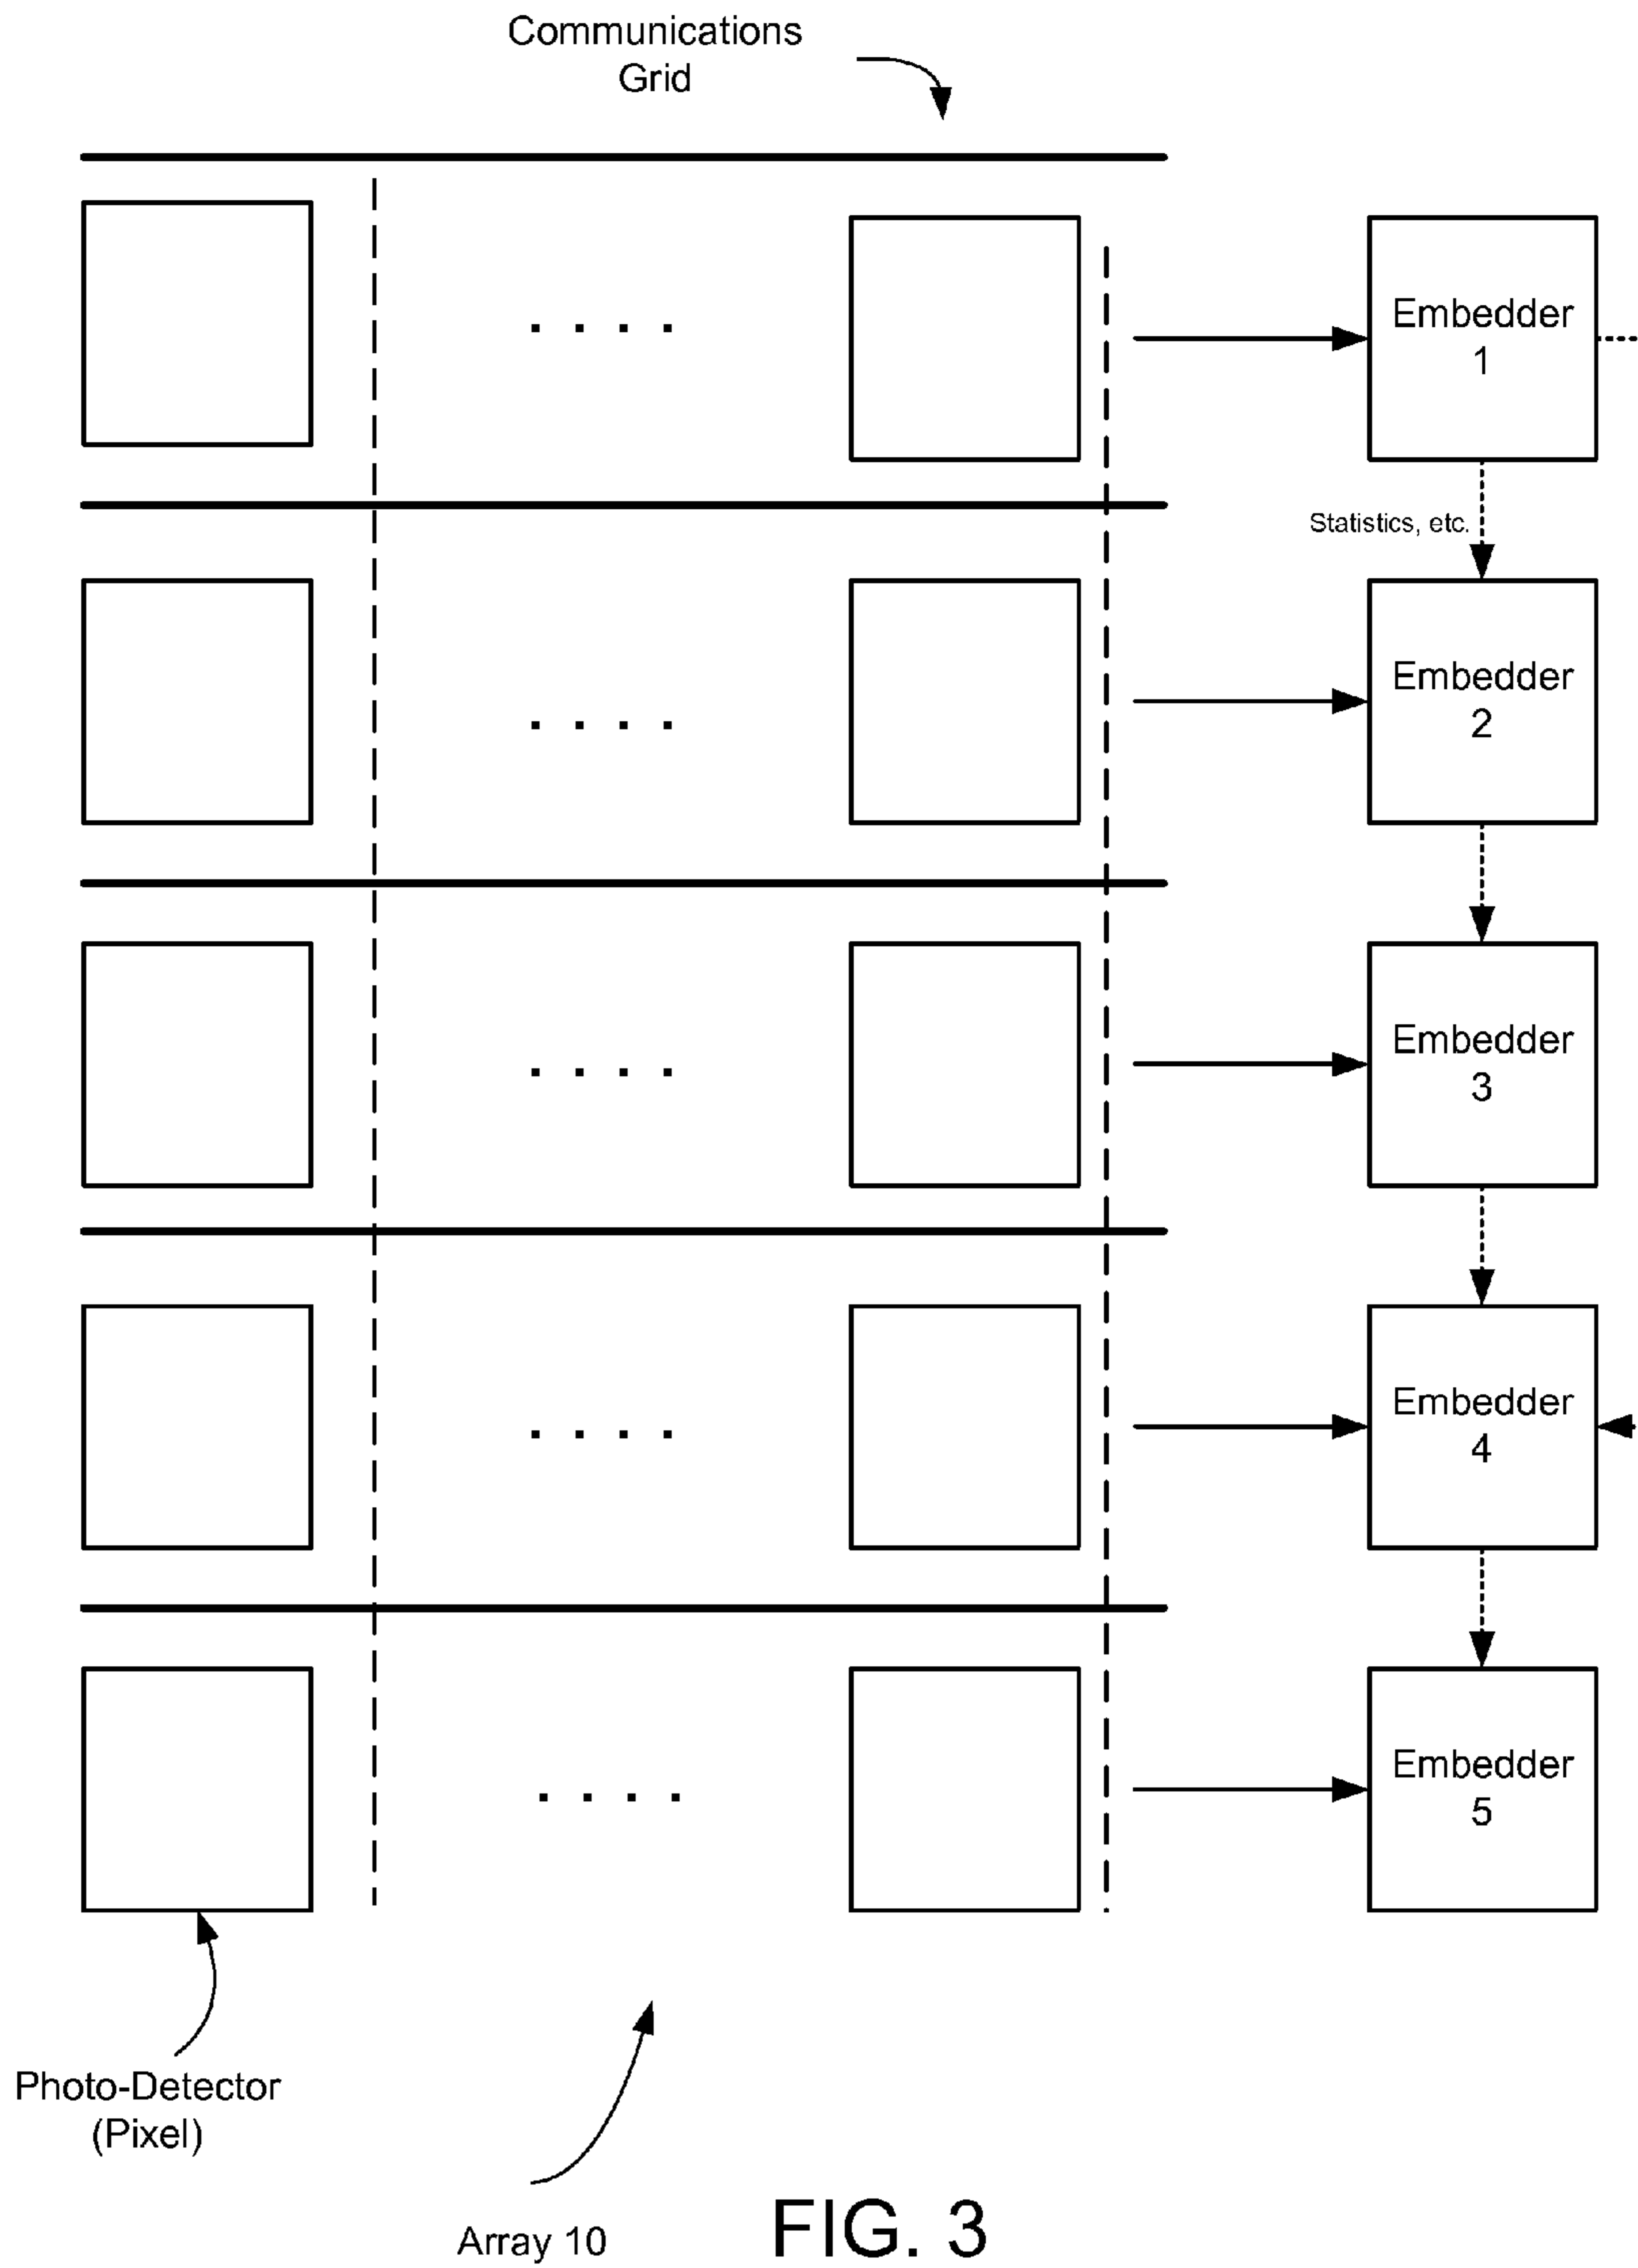 Communications
Grid
Embedder
1
Statistics, etc.
Embedder
2
Embedder
3
Embedder
4
Embedder
5
Photo-Detector
(Pixel)
Array 10
FIG. 3